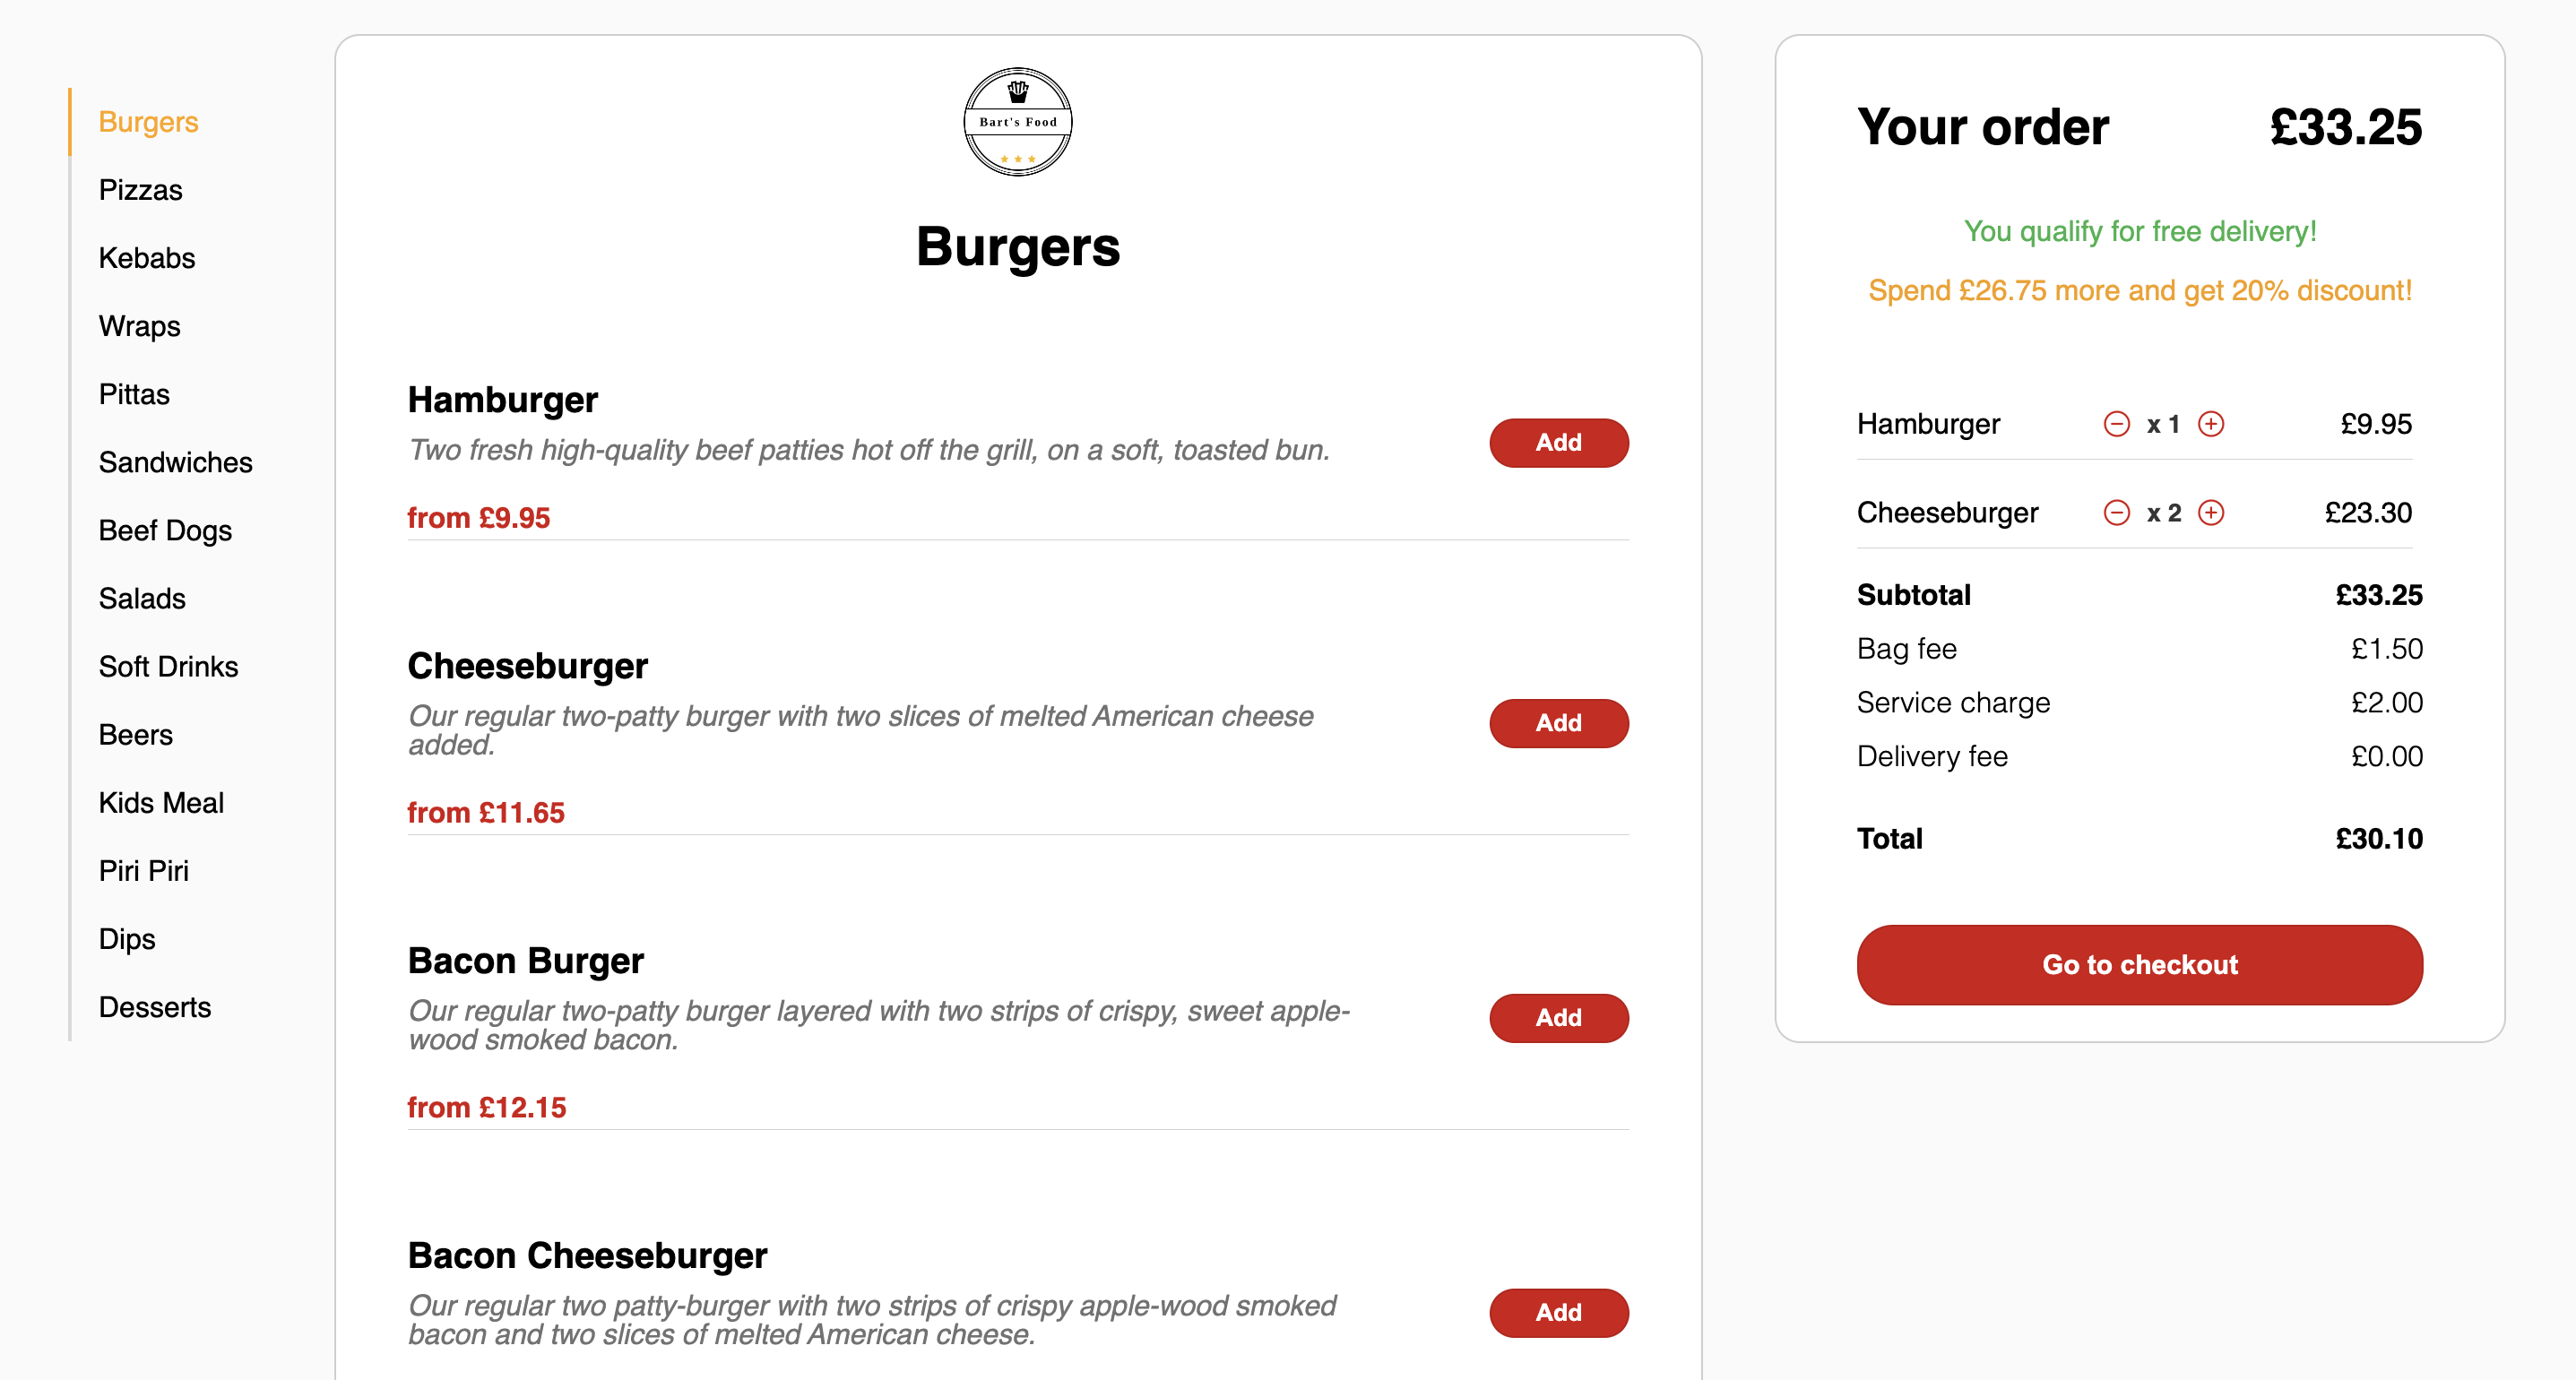 Burgers
Pizzas
Kebabs
Wraps
Pittas
Sandwiches
Beef Dogs
Salads
Soft Drinks
Beers
Kids Meal
Piri Piri
Dips
Desserts
Bart's Food
Burgers
Hamburger
Two fresh high-quality beef patties hot off the grill, on a soft, toasted bun.
Add
from £9.95
Cheeseburger
Our regular two-patty burger with two slices of melted American cheese
added.
Add
from £11.65
Bacon Burger
Our regular two-patty burger layered with two strips of crispy, sweet apple-
wood smoked bacon.
Add
from £12.15
Bacon Cheeseburger
Our regular two patty-burger with two strips of crispy apple-wood smoked
bacon and two slices of melted American cheese.
Add
Your order £33.25
You qualify for free delivery!
Spend £26.75 more and get 20% discount!
Hamburger x 1 £9.95
Cheeseburger x 2 £23.30
Subtotal £33.25
Bag fee £1.50
Service charge £2.00
Delivery fee £0.00
Total £30.10
Go to checkout